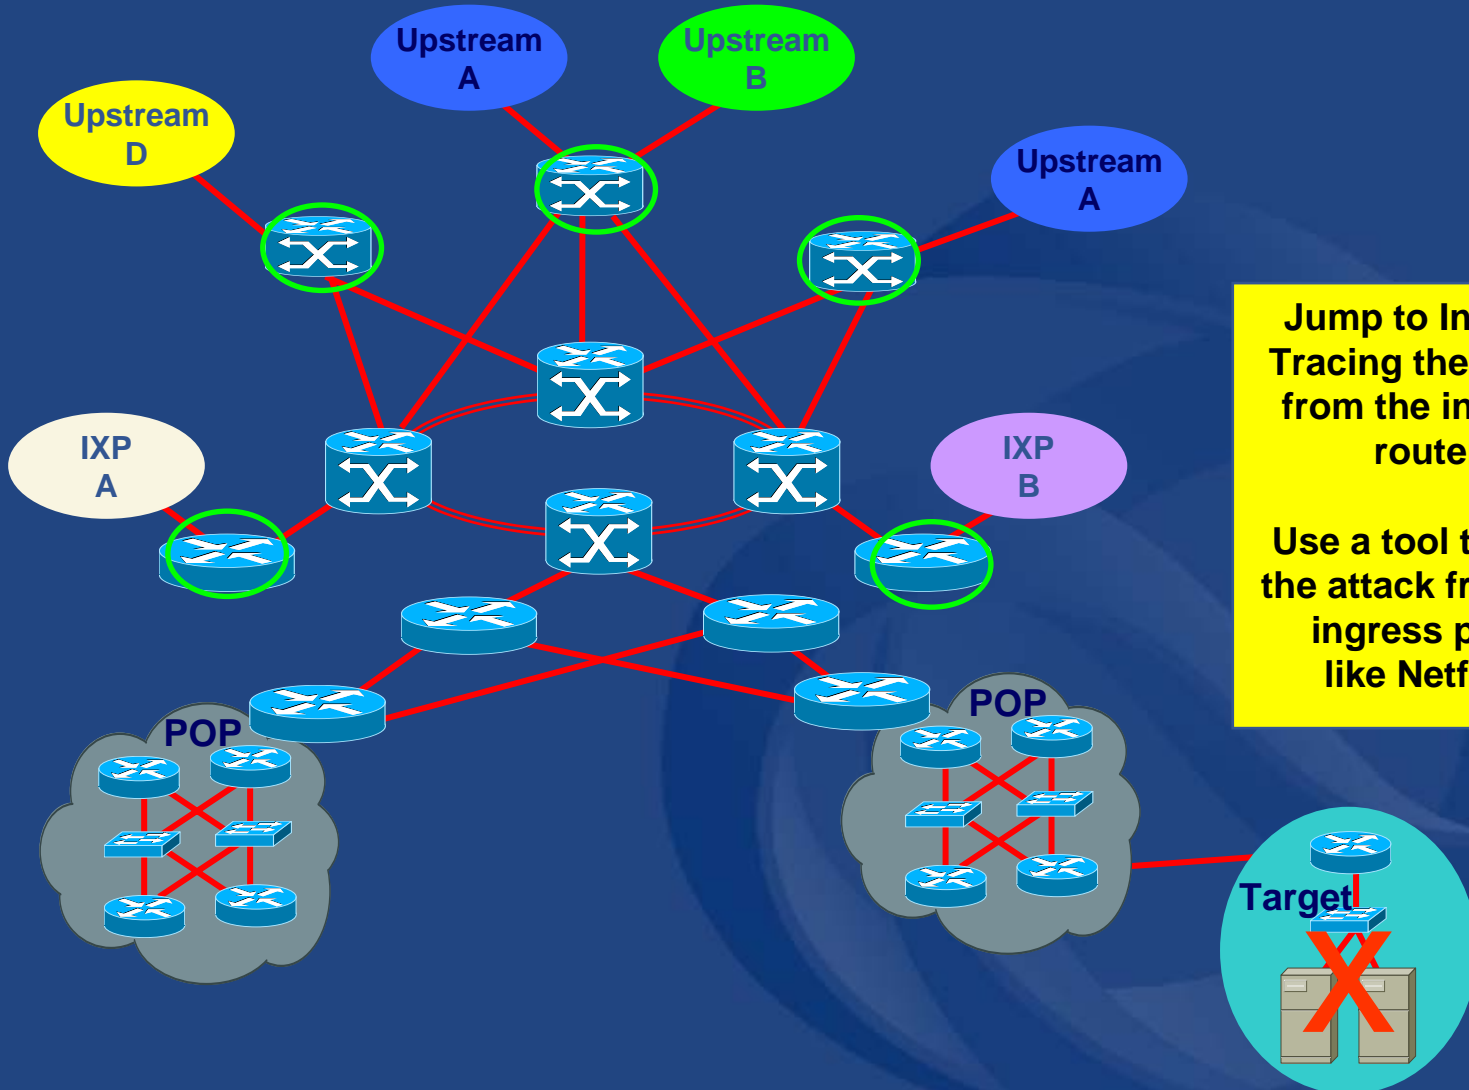 Upstream
A
Upstream
B
Upstream
D
Upstream
A
Jump to In
Tracing the
from the in
route
Use a tool t
the attack fr
ingress p
like Netf
IXP
A
IXP
B
POP
POP
Target